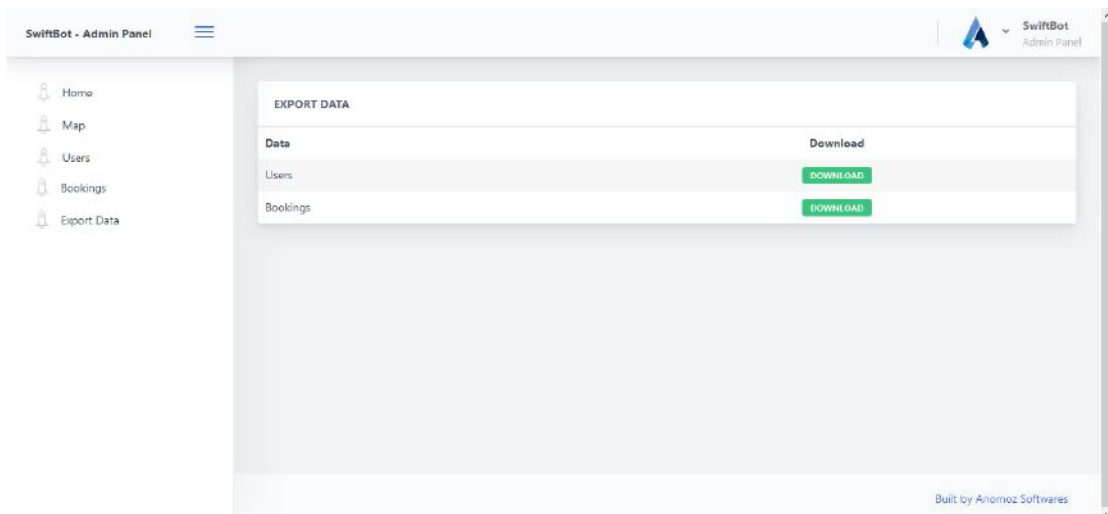 SwiftBot - Admin Panel
SwiftBot
Admin Panel
Home
Map
Users
Bookings
Export Data
EXPORT DATA
Data Download
Users DOWNLOAD
Bookings DOWNLOAD
Built by Anomoz Softwares